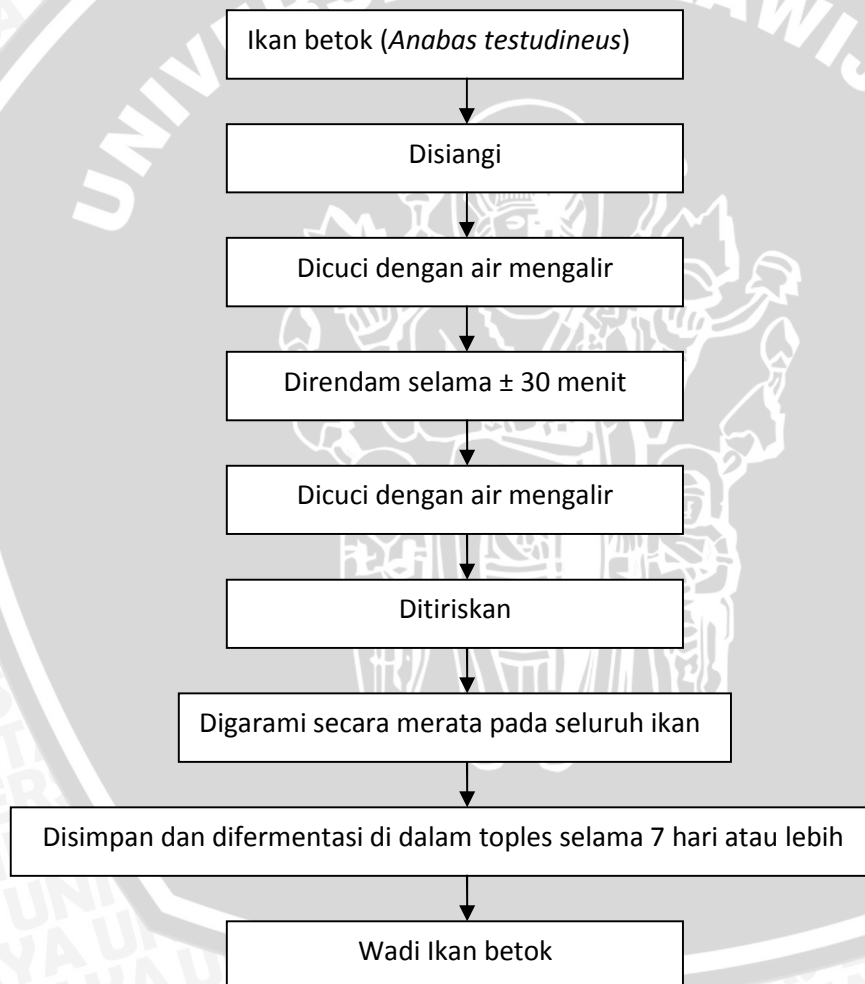 Ikan betok (Anabas testudineus)
Disiangi
Dicuci dengan air mengalir
Direndam selama ± 30 menit
Dicuci dengan air mengalir
Ditiriskan
Digarami secara merata pada seluruh ikan
Disimpan dan difermentasi di dalam toples selama 7 hari atau lebih
Wadi Ikan betok